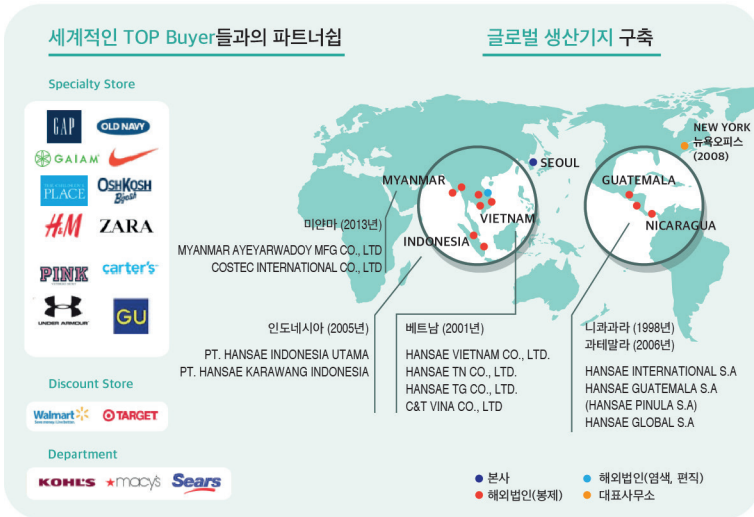 세계적인 TOP Buyer들과의 파트너쉽
Specialty Store
GAP
OLD NAVY
GAIAM
PLACE
OSHKOSH
B'gosh
H&M
ZARA
PINK
carter's
UNDER ARMOUR
GU
Discount Store
Walmart
TARGET
Department
KOHL'S
macy's
Sears
글로벌 생산기지 구축
NEW YORK
뉴욕오피스
(2008)
SEOUL
MYANMAR
VIETNAM
INDONESIA
GUATEMALA
NICARAGUA
미얀마 (2013년)
MYANMAR AYEYARWADOY MFG CO., LTD
COSTEC INTERNATIONAL CO., LTD
인도네시아 (2005년)
PT. HANSAE INDONESIA UTAMA
PT. HANSAE KARAWANG INDONESIA
베트남 (2001년)
HANSAE VIETNAM CO., LTD.
HANSAE TN CO., LTD.
HANSAE TG CO., LTD.
C&T VINA CO., LTD
니콰과라 (1998년)
과테말라 (2006년)
HANSAE INTERNATIONAL S.A
HANSAE GUATEMALA S.A
(HANSAE PINULA S.A)
HANSAE GLOBAL S.A
본사
해외법인(염색, 편직)
해외법인(봉제)
대표사무소